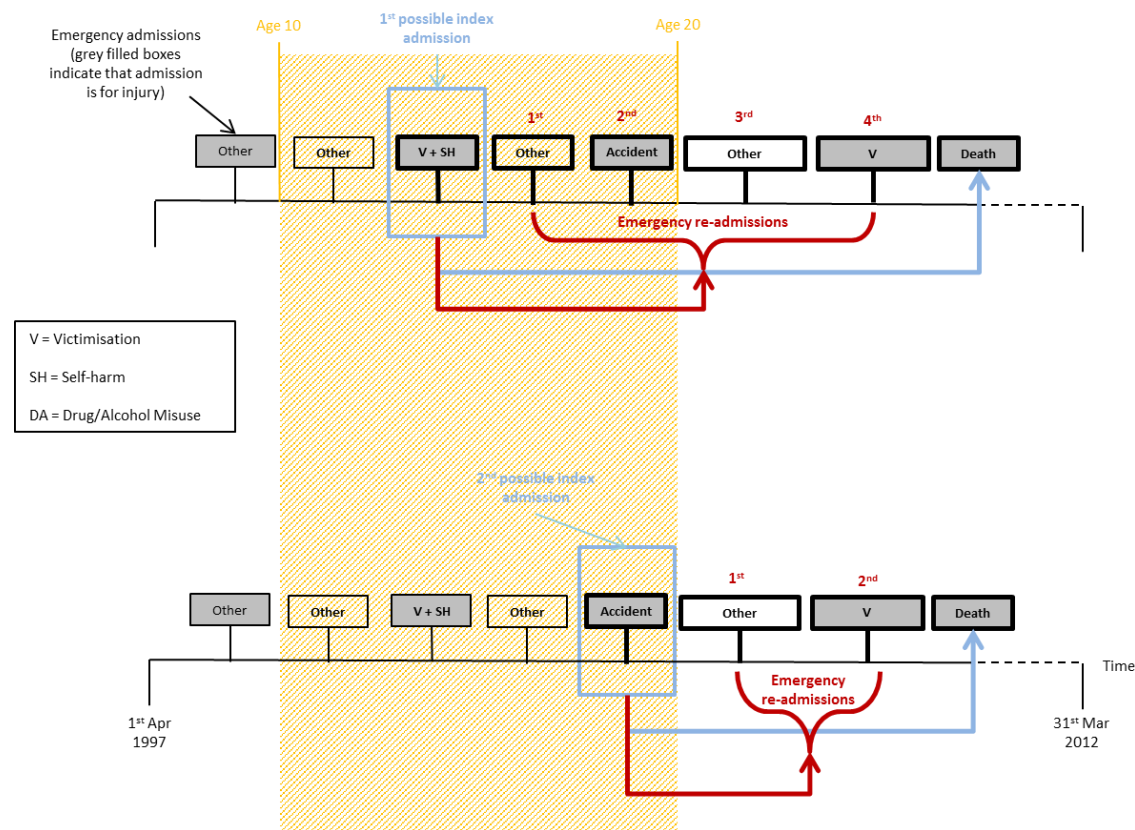 Emergency admissions
(grey filled boxes
indicate that admission
is for injury)
Age 10
1st possible index
admission
Age 20
1st
2nd
3rd
4th
Other
Other
V + SH
Other
Accident
Other
V
Death
Emergency re-admissions
V = Victimisation
SH = Self-harm
DA = Drug/Alcohol Misuse
2nd possible index
admission
1st
2nd
Other
Other
V + SH
Other
Accident
Other
V
Death
Time
Emergency
re-admissions
1st Apr
1997
31st Mar
2012